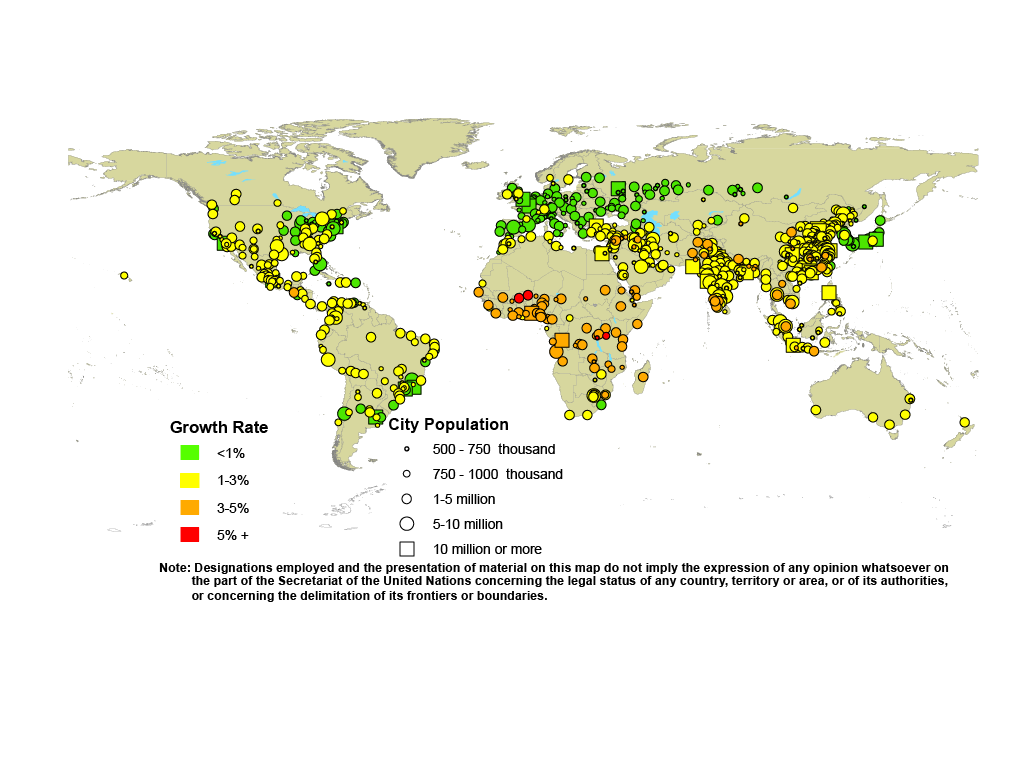 Growth Rate
<1%
1-3%
3-5%
5% +
City Population
500 - 750 thousand
750 - 1000 thousand
1-5 million
5-10 million
10 million or more
Note: Designations employed and the presentation of material on this map do not imply the expression of any opinion whatsoever on
the part of the Secretariat of the United Nations concerning the legal status of any country, territory or area, or of its authorities,
or concerning the delimitation of its frontiers or boundaries.